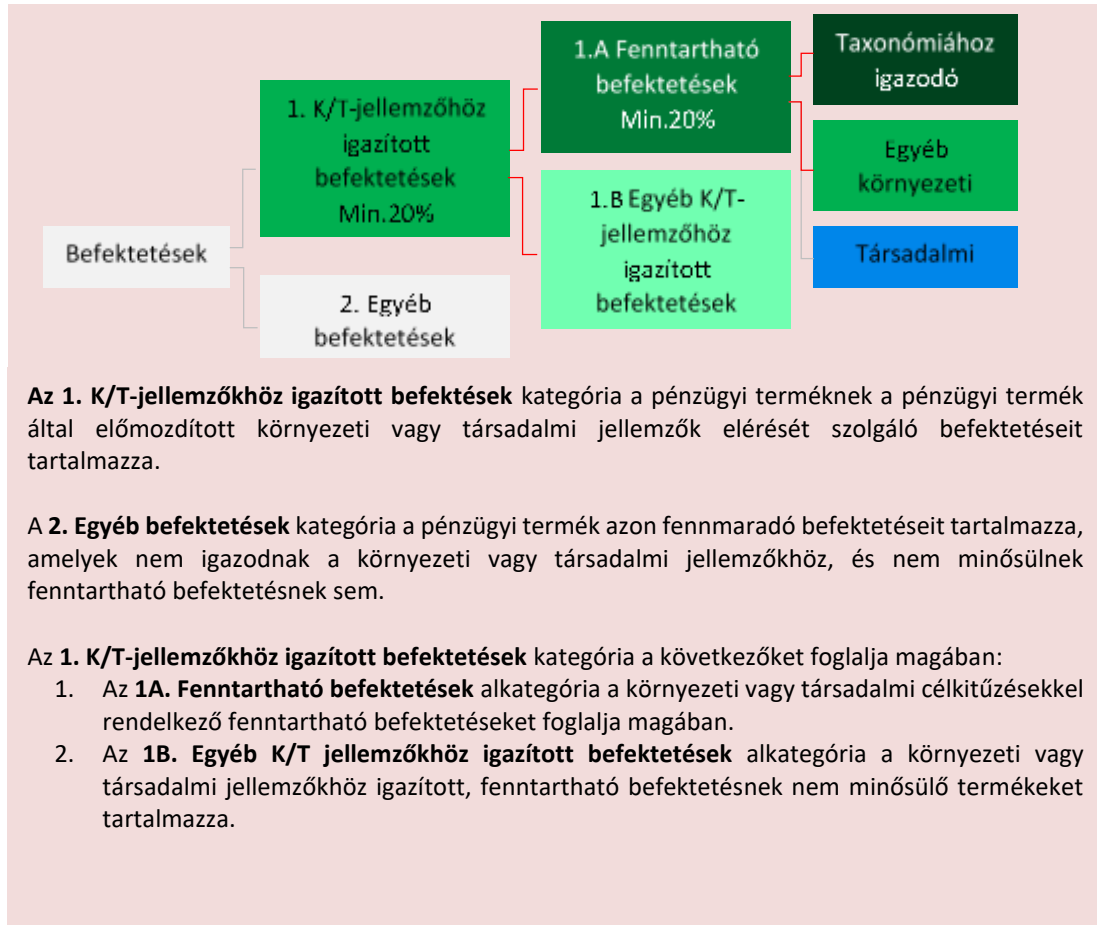 Befektetések
1. K/T-jellemzőhöz
igazított
befektetések
Min.20%
2. Egyéb
befektetések
1.A Fenntartható
befektetések
Min.20%
1.B Egyéb K/T-
jellemzőhöz
igazított
befektetések
Taxonómiához
igazodó
Egyéb
környezeti
Társadalmi
Az 1. K/T-jellemzőkhöz igazított befektések kategória a pénzügyi terméknek a pénzügyi termék
által előmozdított környezeti vagy társadalmi jellemzők elérését szolgáló befektetéseit
tartalmazza.
A 2. Egyéb befektetések kategória a pénzügyi termék azon fennmaradó befektetéseit tartalmazza,
amelyek nem igazodnak a környezeti vagy társadalmi jellemzőkhöz, és nem minősülnek
fenntartható befektetésnek sem.
Az 1. K/T-jellemzőkhöz igazított befektetések kategória a következőket foglalja magában:
1. Az 1A. Fenntartható befektetések alkategória a környezeti vagy társadalmi célkitűzésekkel
rendelkező fenntartható befektetéseket foglalja magában.
2. Az 1B. Egyéb K/T jellemzőkhöz igazított befektetések alkategória a környezeti vagy
társadalmi jellemzőkhöz igazított, fenntartható befektetésnek nem minősülő termékeket
tartalmazza.